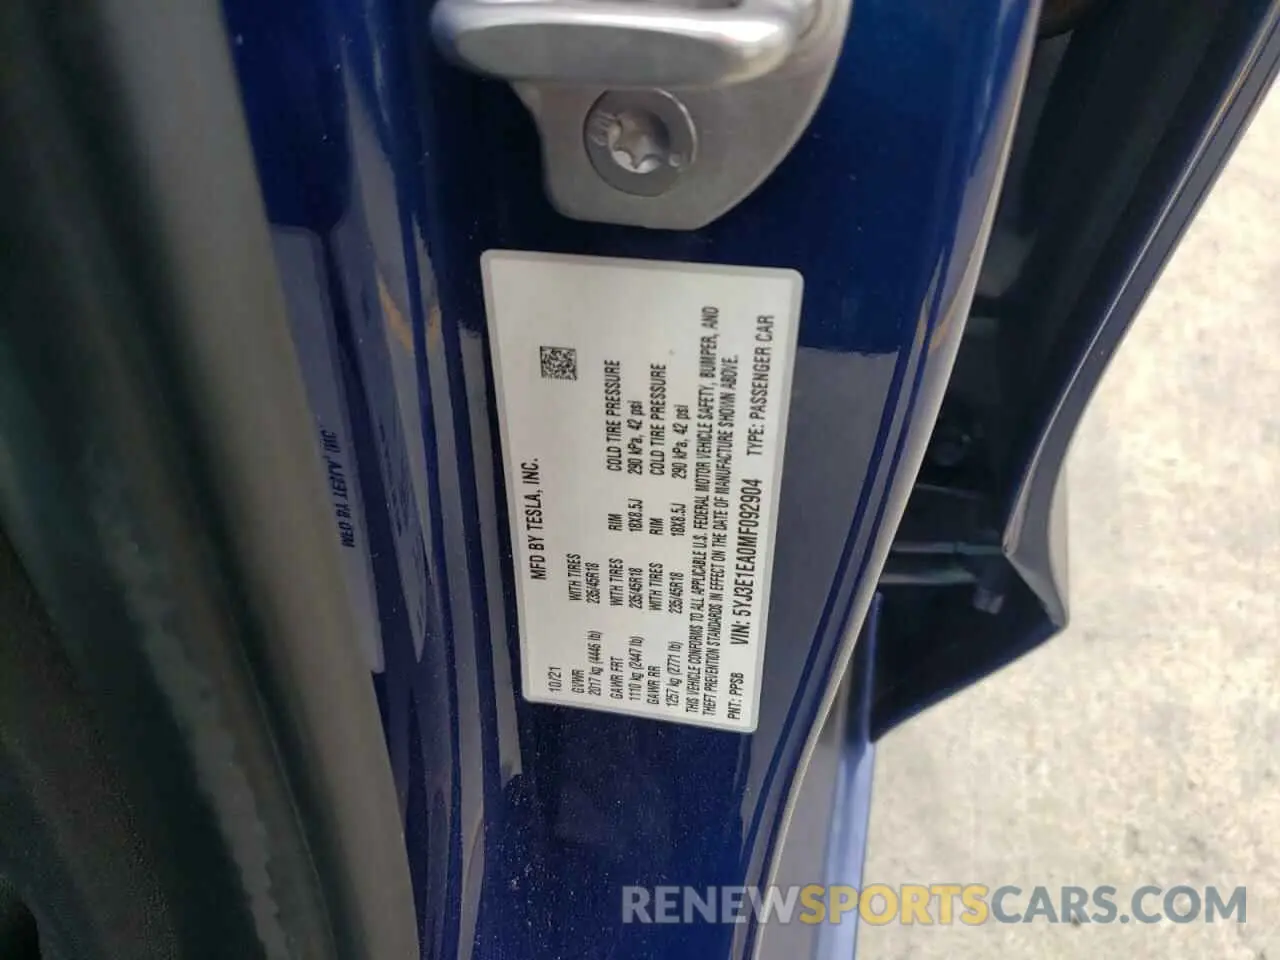 MFD BY TESLA, INC.
10/21
GVWR
2017 kg (4446 lb)
WITH TIRES
235/45R18
GAWR FRT WITH TIRES RIM COLD TIRE PRESSURE
1110 kg (2447 lb) 235/45R18 18X8.5J 290 kPa, 42 psi
GAWR RR WITH TIRES RIM COLD TIRE PRESSURE
1257 kg (2771 lb) 235/45R18 18X8.5J 290 kPa, 42 psi
THIS VEHICLE CONFORMS TO ALL APPLICABLE U.S. FEDERAL MOTOR VEHICLE SAFETY, BUMPER, AND
THEFT PREVENTION STANDARDS IN EFFECT ON THE DATE OF MANUFACTURE SHOWN ABOVE.
PNT: PPSB VIN: 5YJ3E1EA0MF092904 TYPE: PASSENGER CAR
RENEWSPORTSCARS.COM